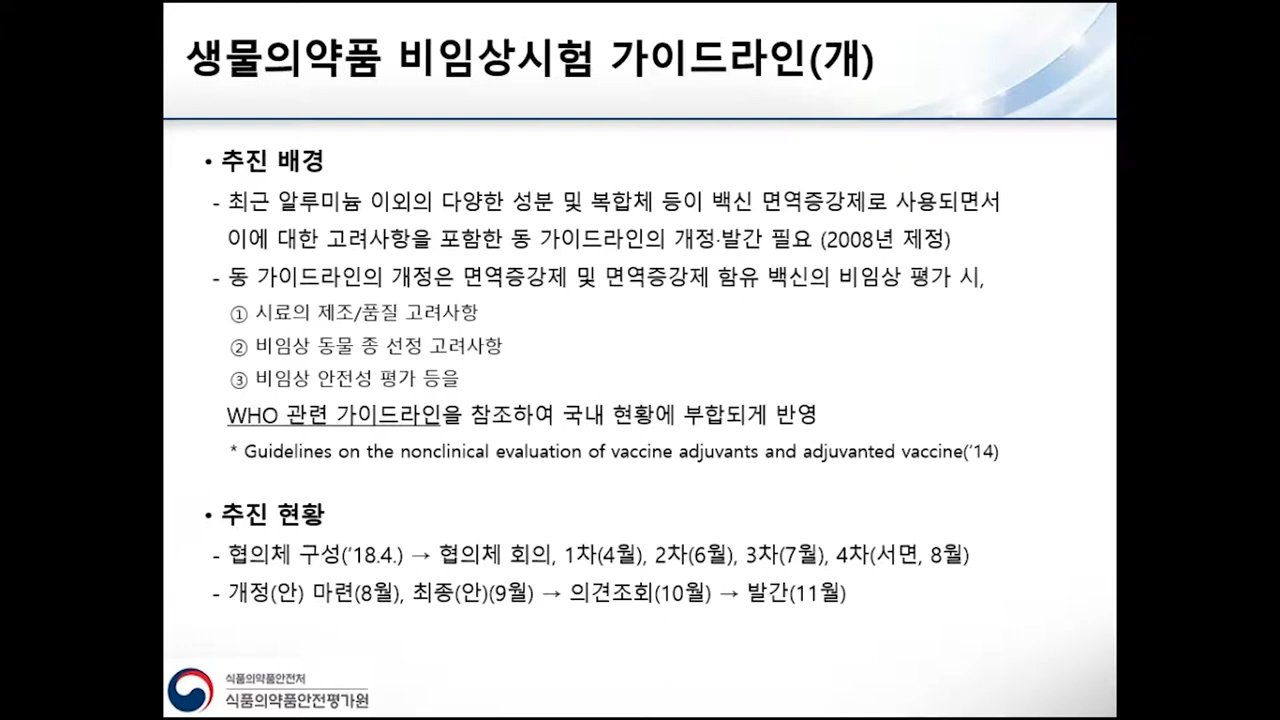 생물의약품 비임상시험 가이드라인(개)
• 추진 배경
- 최근 알루미늄 이외의 다양한 성분 및 복합체 등이 백신 면역증강제로 사용되면서
이에 대한 고려사항을 포함한 동 가이드라인의 개정·발간 필요 (2008년 제정)
- 동 가이드라인의 개정은 면역증강제 및 면역증강제 함유 백신의 비임상 평가 시,
① 시료의 제조/품질 고려사항
② 비임상 동물 종 선정 고려사항
③ 비임상 안전성 평가 등을
WHO 관련 가이드라인을 참조하여 국내 현황에 부합되게 반영
* Guidelines on the nonclinical evaluation of vaccine adjuvants and adjuvanted vaccine(‘14)
• 추진 현황
- 협의체 구성(’18.4.) → 협의체 회의, 1차(4월), 2차(6월), 3차(7월), 4차(서면, 8월)
- 개정(안) 마련(8월), 최종(안)(9월) → 의견조회(10월) → 발간(11월)
식품의약품안전처
식품의약품안전평가원